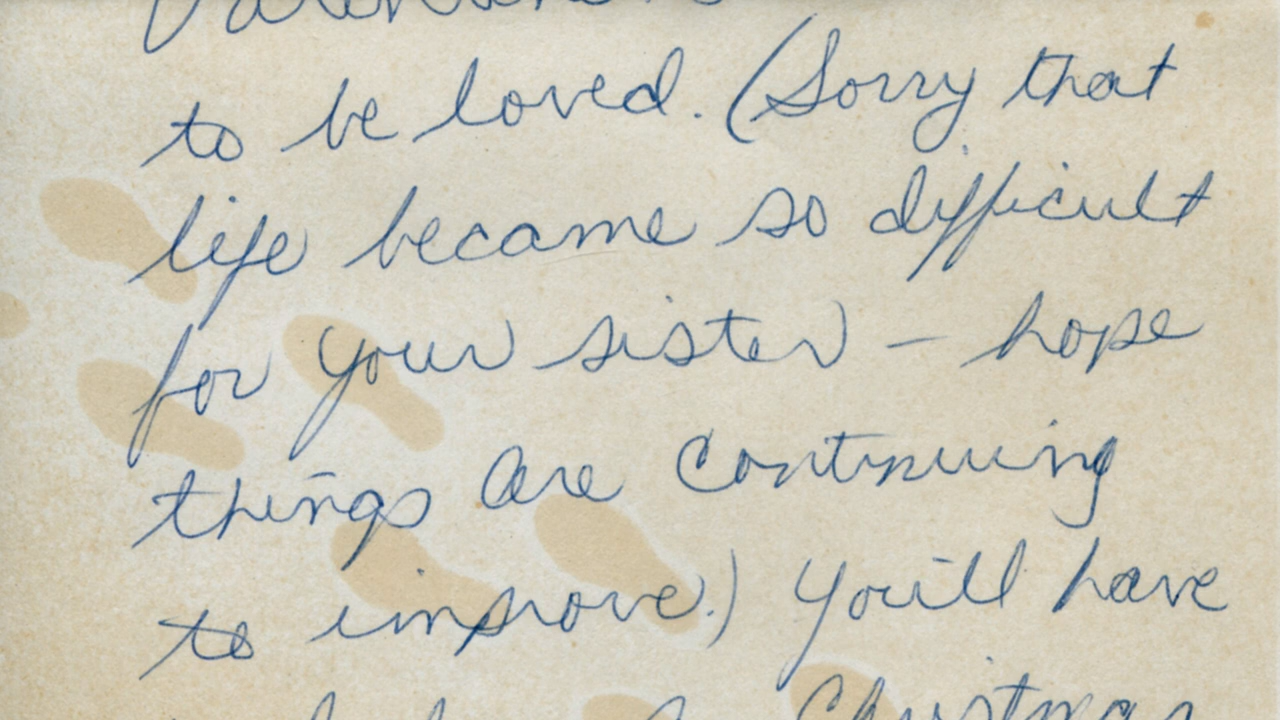 to be loved. (Sorry that
life became so difficult
for your sister - hope
things are continuing
to improve.) You'll have
Christmas